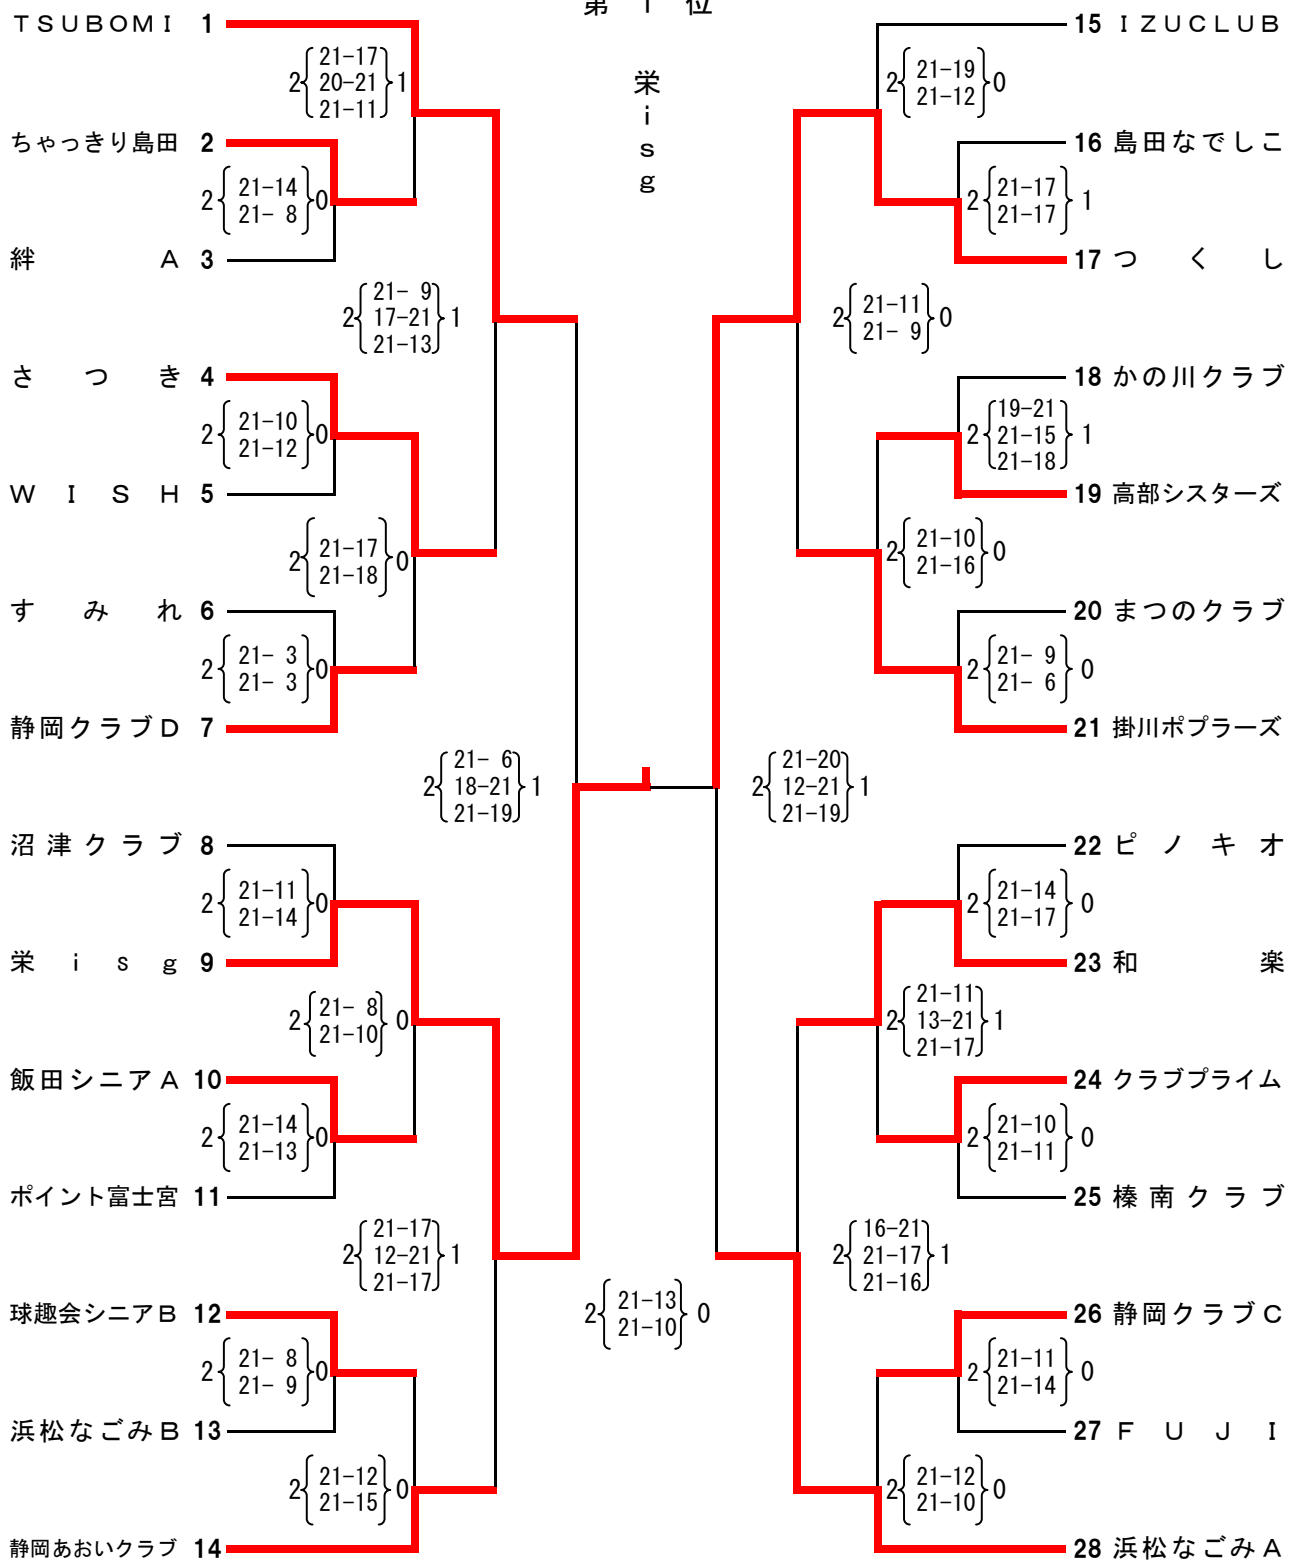 第 1 位
栄isg
TSUBOMI 1
2{21-17 20-21 21-11}1
ちゃっきり島田 2
2{21-14 21- 8}0
絆 A 3
2{21- 9 17-21 21-13}1
さつき 4
2{21-10 21-12}0
WISH 5
2{21-17 21-18}0
すみれ 6
2{21- 3 21- 3}0
静岡クラブD 7
2{21- 6 18-21 21-19}1
沼津クラブ 8
2{21-11 21-14}0
栄isg 9
2{21- 8 21-10}0
飯田シニアA 10
2{21-14 21-13}0
ポイント富士宮 11
2{21-17 12-21 21-17}1
球趣会シニアB 12
2{21- 8 21- 9}0
浜松なごみB 13
2{21-12 21-15}0
静岡あおいクラブ 14
2{21-13 21-10}0
15 IZUCLUB
2{21-19 21-12}0
16 島田なでしこ
2{21-17 21-17}1
17 つくし
2{21-11 21- 9}0
18 かの川クラブ
2{19-21 21-15 21-18}1
19 高部シスターズ
2{21-10 21-16}0
20 まつのクラブ
2{21- 9 21- 6}0
21 掛川ポプラーズ
2{21-20 12-21 21-19}1
22 ピノキオ
2{21-14 21-17}0
23 和楽
2{21-11 13-21 21-17}1
24 クラブプライム
2{21-10 21-11}0
25 榛南クラブ
2{16-21 21-17 21-16}1
26 静岡クラブC
2{21-11 21-14}0
27 FUJI
2{21-12 21-10}0
28 浜松なごみA